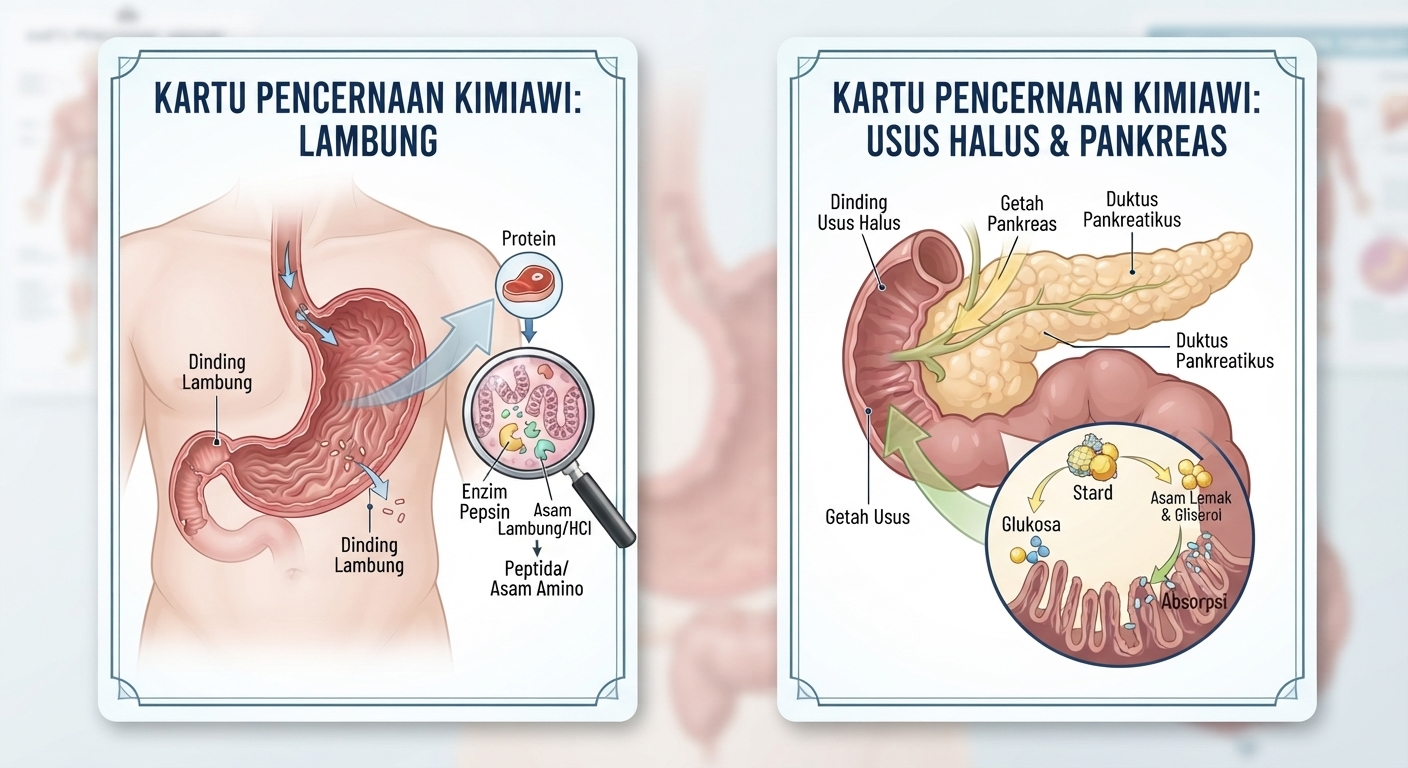 KARTU PENCERNAAN KIMIAWI:
LAMBUNG
Protein
Dinding
Lambung
Enzim
Pepsin
Asam
Lambung/HCl
Peptida/
Asam Amino
Dinding
Lambung
KARTU PENCERNAAN KIMIAWI:
USUS HALUS & PANKREAS
Dinding
Usus Halus
Getah
Pankreas
Duktus
Pankreatikus
Duktus
Pankreatikus
Getah Usus
Stard
Asam Lemak
& Gliserol
Glukosa
Absorpsi